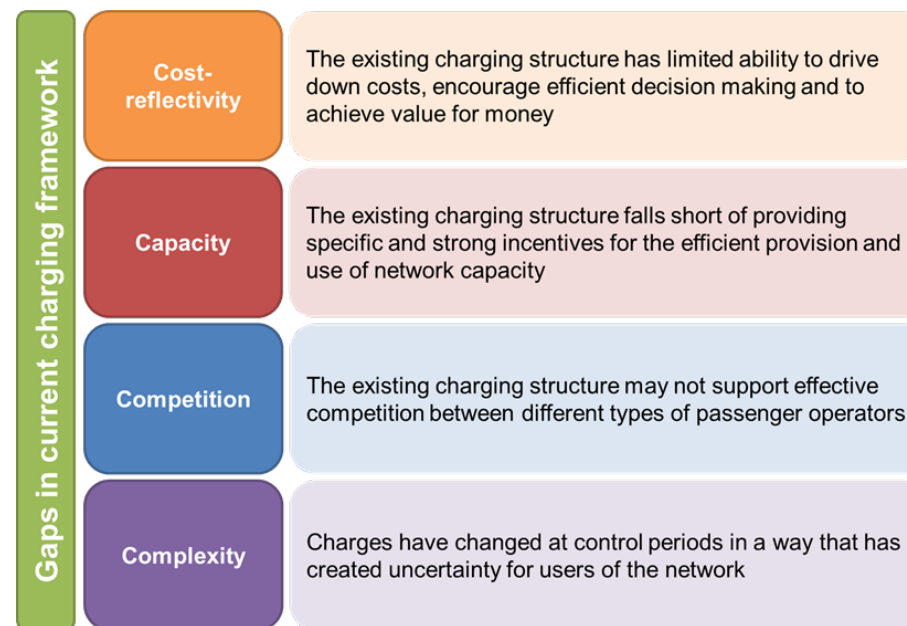 Gaps in current charging framework
Cost-
reflectivity
The existing charging structure has limited ability to drive
down costs, encourage efficient decision making and to
achieve value for money
Capacity
The existing charging structure falls short of providing
specific and strong incentives for the efficient provision and
use of network capacity
Competition
The existing charging structure may not support effective
competition between different types of passenger operators
Complexity
Charges have changed at control periods in a way that has
created uncertainty for users of the network